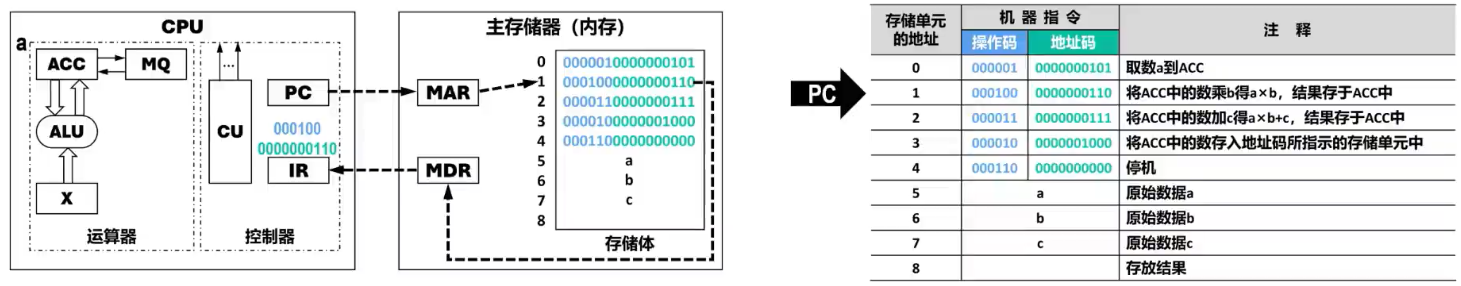 CPU
a
ACC
MQ
ALU
X
运算器
...
CU
PC
000100
0000000110
IR
控制器
主存储器（内存）
MAR
MDR
0 0000010000000101
1 0001000000000110
2 0000110000000111
3 0000100000001000
4 0001100000000000
5 a
6 b
7 c
8
存储体
PC
存储单元的地址 机器指令 注释
操作码 地址码
0 000001 0000000101 取数a到ACC
1 000100 0000000110 将ACC中的数乘b得a×b，结果存于ACC中
2 000011 0000000111 将ACC中的数加c得a×b+c，结果存于ACC中
3 000010 0000001000 将ACC中的数存入地址码所指示的存储单元中
4 000110 0000000000 停机
5 a 原始数据a
6 b 原始数据b
7 c 原始数据c
8 存放结果